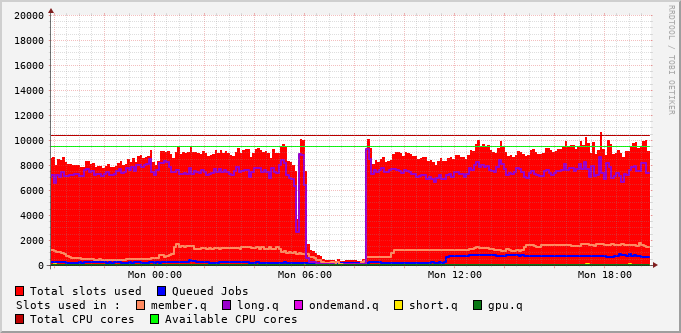 20000
18000
16000
14000
12000
10000
8000
6000
4000
2000
0
Mon 00:00 Mon 06:00 Mon 12:00 Mon 18:00
Total slots used Queued Jobs
Slots used in : member.q long.q ondemand.q short.q gpu.q
Total CPU cores Available CPU cores
RRDTOOL / TOBI OETIKER